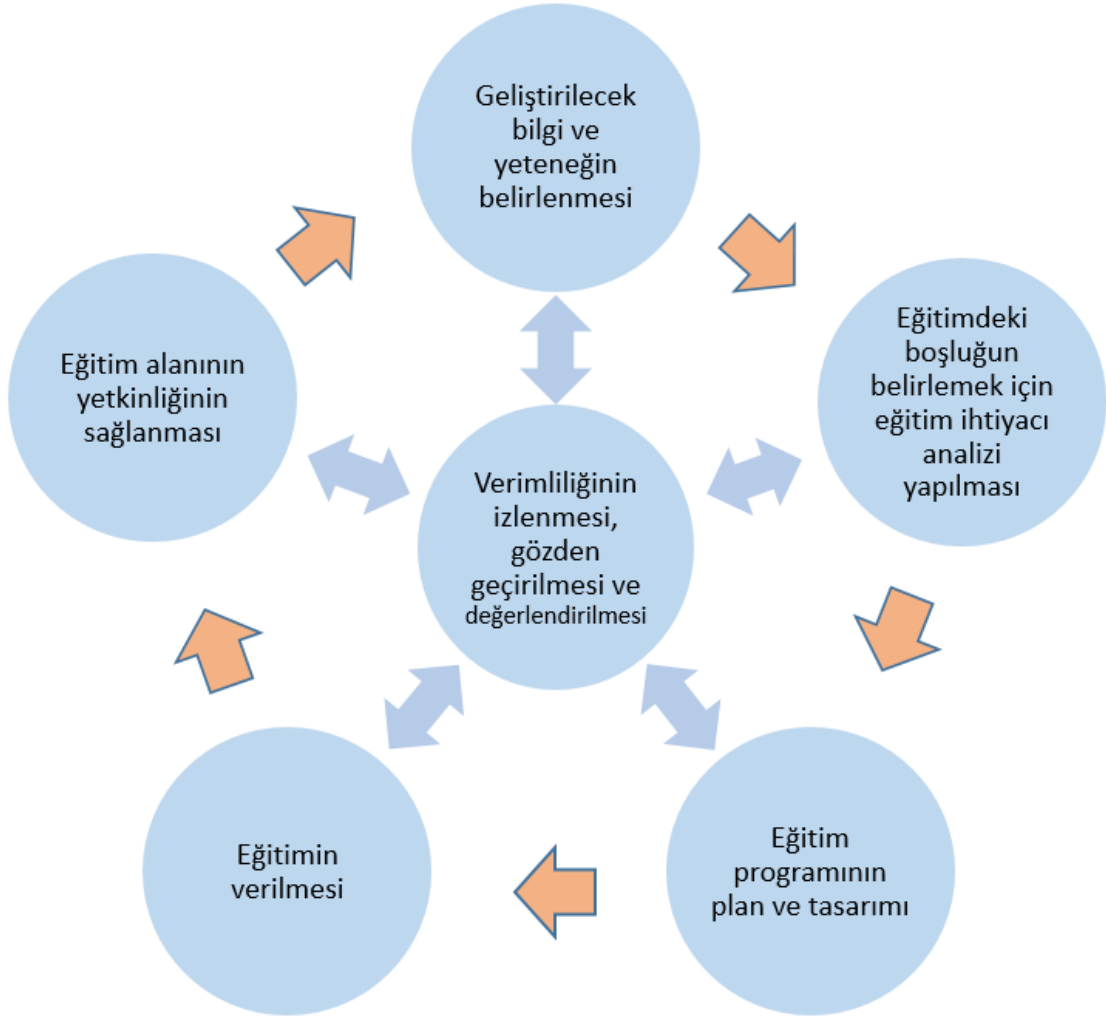 Geliştirilecek
bilgi ve
yeteneğin
belirlenmesi
Eğitimdeki
boşluğun
belirlemek için
eğitim ihtiyacı
analizi
yapılması
Eğitim
programının
plan ve tasarımı
Eğitimin
verilmesi
Eğitim alanının
yetkinliğinin
sağlanması
Verimliliğinin
izlenmesi,
gözden
geçirilmesi ve
değerlendirilmesi